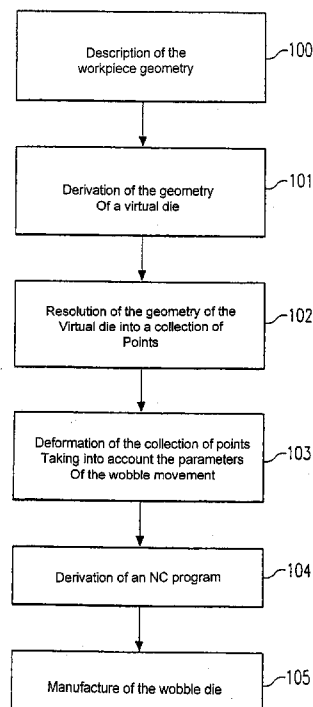 Description of the
workpiece geometry
100
Derivation of the geometry
Of a virtual die
101
Resolution of the geometry of the
Virtual die into a collection of
Points
102
Deformation of the collection of points
Taking into account the parameters
Of the wobble movement
103
Derivation of an NC program
104
Manufacture of the wobble die
105